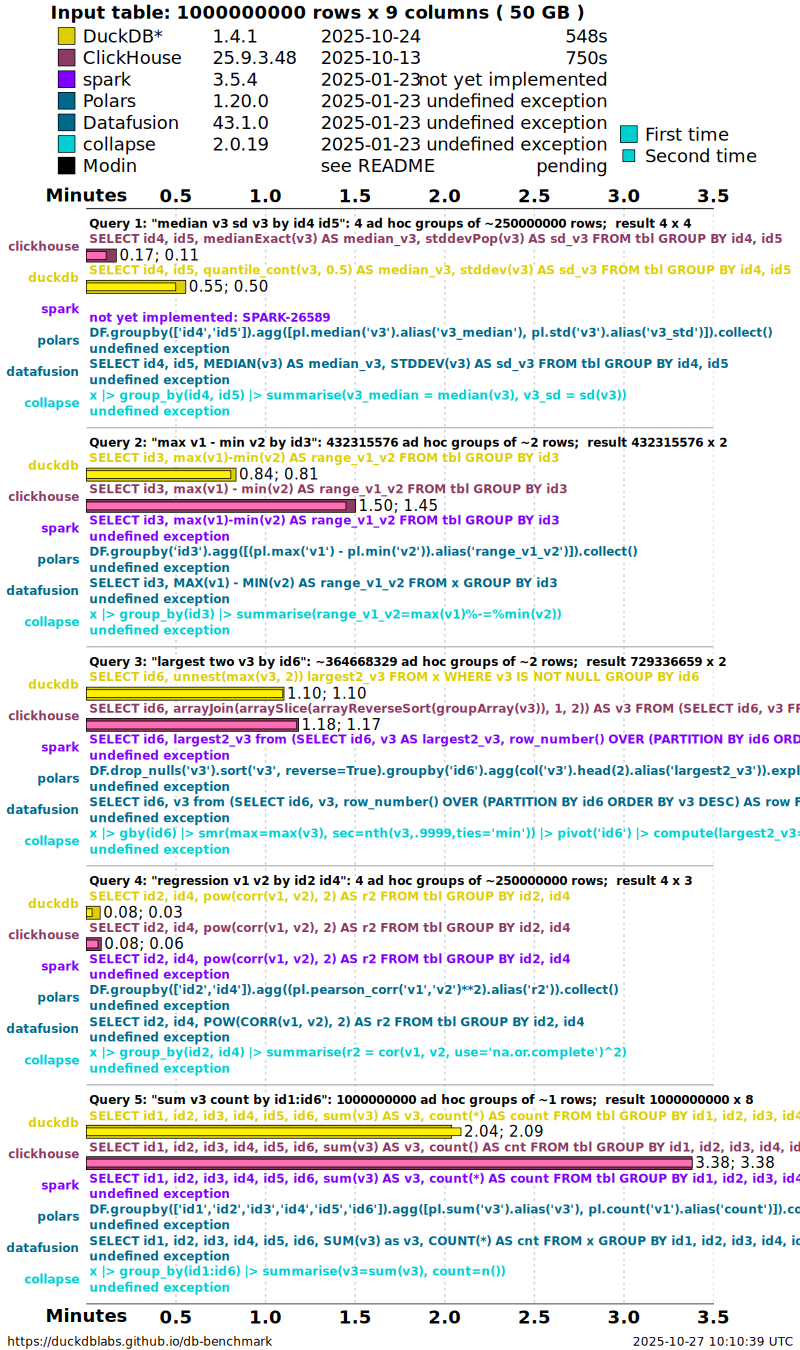 Input table: 1000000000 rows x 9 columns ( 50 GB )
DuckDB* 1.4.1 2025-10-24 548s
ClickHouse 25.9.3.48 2025-10-13 750s
spark 3.5.4 2025-01-23 not yet implemented
Polars 1.20.0 2025-01-23 undefined exception
Datafusion 43.1.0 2025-01-23 undefined exception
collapse 2.0.19 2025-01-23 undefined exception
Modin see README pending
First time
Second time
Minutes 0.5 1.0 1.5 2.0 2.5 3.0 3.5
Query 1: "median v3 sd v3 by id4 id5": 4 ad hoc groups of ~250000000 rows; result 4 x 4
clickhouse SELECT id4, id5, medianExact(v3) AS median_v3, stddevPop(v3) AS sd_v3 FROM tbl GROUP BY id4, id5
0.17; 0.11
duckdb SELECT id4, id5, quantile_cont(v3, 0.5) AS median_v3, stddev(v3) AS sd_v3 FROM tbl GROUP BY id4, id5
0.55; 0.50
spark
not yet implemented: SPARK-26589
polars DF.groupby(['id4','id5']).agg([pl.median('v3').alias('v3_median'), pl.std('v3').alias('v3_std')]).collect()
undefined exception
datafusion SELECT id4, id5, MEDIAN(v3) AS median_v3, STDDEV(v3) AS sd_v3 FROM tbl GROUP BY id4, id5
undefined exception
collapse x |> group_by(id4, id5) |> summarise(v3_median = median(v3), v3_sd = sd(v3))
undefined exception
Query 2: "max v1 - min v2 by id3": 432315576 ad hoc groups of ~2 rows; result 432315576 x 2
duckdb SELECT id3, max(v1)-min(v2) AS range_v1_v2 FROM tbl GROUP BY id3
0.84; 0.81
clickhouse SELECT id3, max(v1) - min(v2) AS range_v1_v2 FROM tbl GROUP BY id3
1.50; 1.45
spark SELECT id3, max(v1)-min(v2) AS range_v1_v2 FROM tbl GROUP BY id3
undefined exception
polars DF.groupby('id3').agg([(pl.max('v1') - pl.min('v2')).alias('range_v1_v2')]).collect()
undefined exception
datafusion SELECT id3, MAX(v1) - MIN(v2) AS range_v1_v2 FROM x GROUP BY id3
undefined exception
collapse x |> group_by(id3) |> summarise(range_v1_v2=max(v1)%-=%min(v2))
undefined exception
Query 3: "largest two v3 by id6": ~364668329 ad hoc groups of ~2 rows; result 729336659 x 2
duckdb SELECT id6, unnest(max(v3, 2)) largest2_v3 FROM x WHERE v3 IS NOT NULL GROUP BY id6
1.10; 1.10
clickhouse SELECT id6, arrayJoin(arraySlice(arrayReverseSort(groupArray(v3)), 1, 2)) AS v3 FROM (SELECT id6, v3 FR
1.18; 1.17
spark SELECT id6, largest2_v3 from (SELECT id6, v3 AS largest2_v3, row_number() OVER (PARTITION BY id6 ORD
undefined exception
polars DF.drop_nulls('v3').sort('v3', reverse=True).groupby('id6').agg(col('v3').head(2).alias('largest2_v3')).expl
undefined exception
datafusion SELECT id6, v3 from (SELECT id6, v3, row_number() OVER (PARTITION BY id6 ORDER BY v3 DESC) AS row F
undefined exception
collapse x |> gby(id6) |> smr(max=max(v3), sec=nth(v3,.9999,ties='min')) |> pivot('id6') |> compute(largest2_v3=
undefined exception
Query 4: "regression v1 v2 by id2 id4": 4 ad hoc groups of ~250000000 rows; result 4 x 3
duckdb SELECT id2, id4, pow(corr(v1, v2), 2) AS r2 FROM tbl GROUP BY id2, id4
0.08; 0.03
clickhouse SELECT id2, id4, pow(corr(v1, v2), 2) AS r2 FROM tbl GROUP BY id2, id4
0.08; 0.06
spark SELECT id2, id4, pow(corr(v1, v2), 2) AS r2 FROM tbl GROUP BY id2, id4
undefined exception
polars DF.groupby(['id2','id4']).agg((pl.pearson_corr('v1','v2')**2).alias('r2')).collect()
undefined exception
datafusion SELECT id2, id4, POW(CORR(v1, v2), 2) AS r2 FROM tbl GROUP BY id2, id4
undefined exception
collapse x |> group_by(id2, id4) |> summarise(r2 = cor(v1, v2, use='na.or.complete')^2)
undefined exception
Query 5: "sum v3 count by id1:id6": 1000000000 ad hoc groups of ~1 rows; result 1000000000 x 8
duckdb SELECT id1, id2, id3, id4, id5, id6, sum(v3) AS v3, count(*) AS count FROM tbl GROUP BY id1, id2, id3, id4
2.04; 2.09
clickhouse SELECT id1, id2, id3, id4, id5, id6, sum(v3) AS v3, count() AS cnt FROM tbl GROUP BY id1, id2, id3, id4, id
3.38; 3.38
spark SELECT id1, id2, id3, id4, id5, id6, sum(v3) AS v3, count(*) AS count FROM tbl GROUP BY id1, id2, id3, id4
undefined exception
polars DF.groupby(['id1','id2','id3','id4','id5','id6']).agg([pl.sum('v3').alias('v3'), pl.count('v1').alias('count')]).co
undefined exception
datafusion SELECT id1, id2, id3, id4, id5, id6, SUM(v3) as v3, COUNT(*) AS cnt FROM x GROUP BY id1, id2, id3, id4, id
undefined exception
collapse x |> group_by(id1:id6) |> summarise(v3=sum(v3), count=n())
undefined exception
Minutes 0.5 1.0 1.5 2.0 2.5 3.0 3.5
https://duckdblabs.github.io/db-benchmark 2025-10-27 10:10:39 UTC